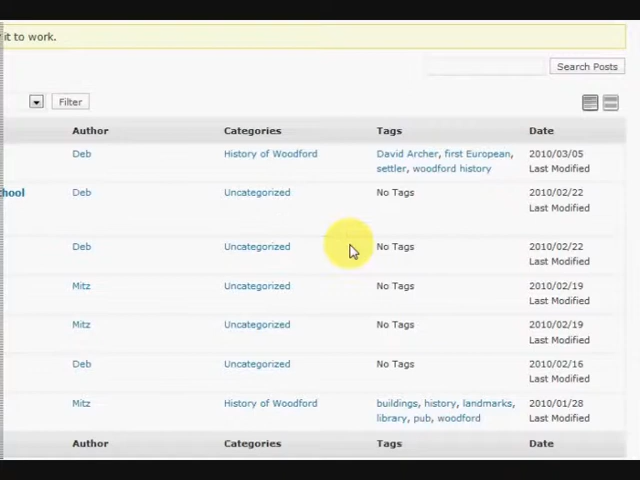 it to work.
Search Posts
Filter
Author Categories Tags Date
Deb History of Woodford David Archer, first European, 2010/03/05
settler, woodford history Last Modified
chool Deb Uncategorized No Tags 2010/02/22
Last Modified
Deb Uncategorized No Tags 2010/02/22
Last Modified
Mitz Uncategorized No Tags 2010/02/19
Last Modified
Mitz Uncategorized No Tags 2010/02/19
Last Modified
Deb Uncategorized No Tags 2010/02/16
Last Modified
Mitz History of Woodford buildings, history, landmarks, 2010/01/28
library, pub, woodford Last Modified
Author Categories Tags Date